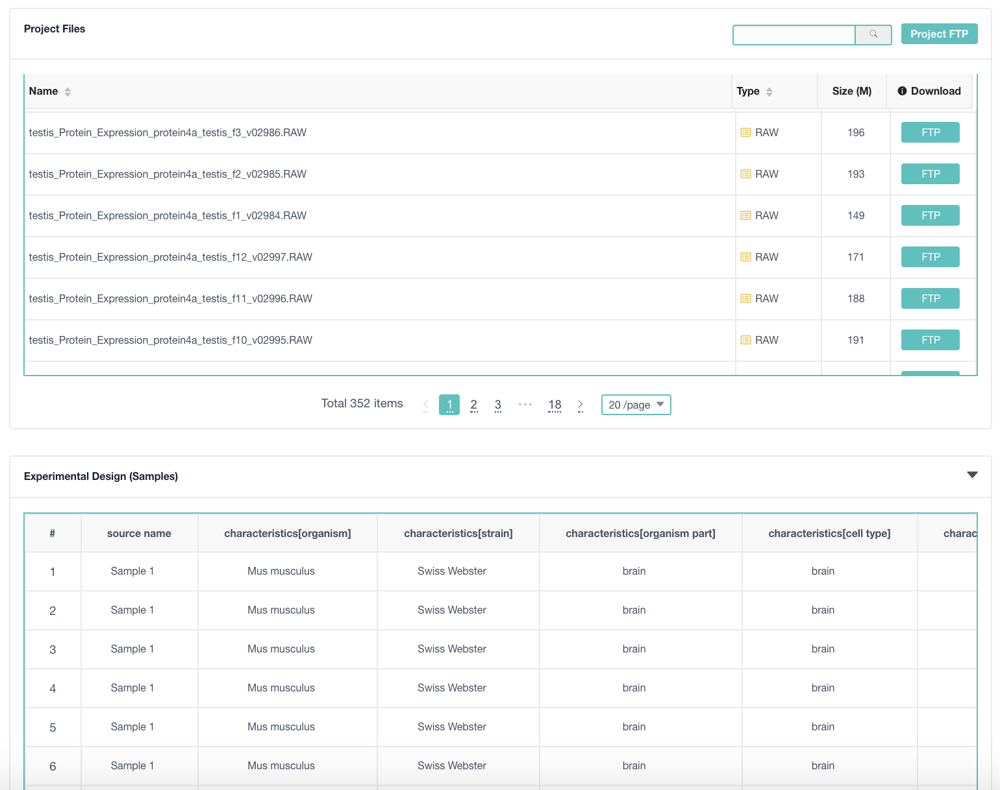 Project Files
Project FTP
Name Type Size (M) Download
testis_Protein_Expression_protein4a_testis_f3_v02986.RAW RAW 196 FTP
testis_Protein_Expression_protein4a_testis_f2_v02985.RAW RAW 193 FTP
testis_Protein_Expression_protein4a_testis_f1_v02984.RAW RAW 149 FTP
testis_Protein_Expression_protein4a_testis_f12_v02997.RAW RAW 171 FTP
testis_Protein_Expression_protein4a_testis_f11_v02996.RAW RAW 188 FTP
testis_Protein_Expression_protein4a_testis_f10_v02995.RAW RAW 191 FTP
Total 352 items < 1 2 3 ••• 18 > 20 /page
Experimental Design (Samples)
# source name characteristics[organism] characteristics[strain] characteristics[organism part] characteristics[cell type] charac
1 Sample 1 Mus musculus Swiss Webster brain brain
2 Sample 1 Mus musculus Swiss Webster brain brain
3 Sample 1 Mus musculus Swiss Webster brain brain
4 Sample 1 Mus musculus Swiss Webster brain brain
5 Sample 1 Mus musculus Swiss Webster brain brain
6 Sample 1 Mus musculus Swiss Webster brain brain